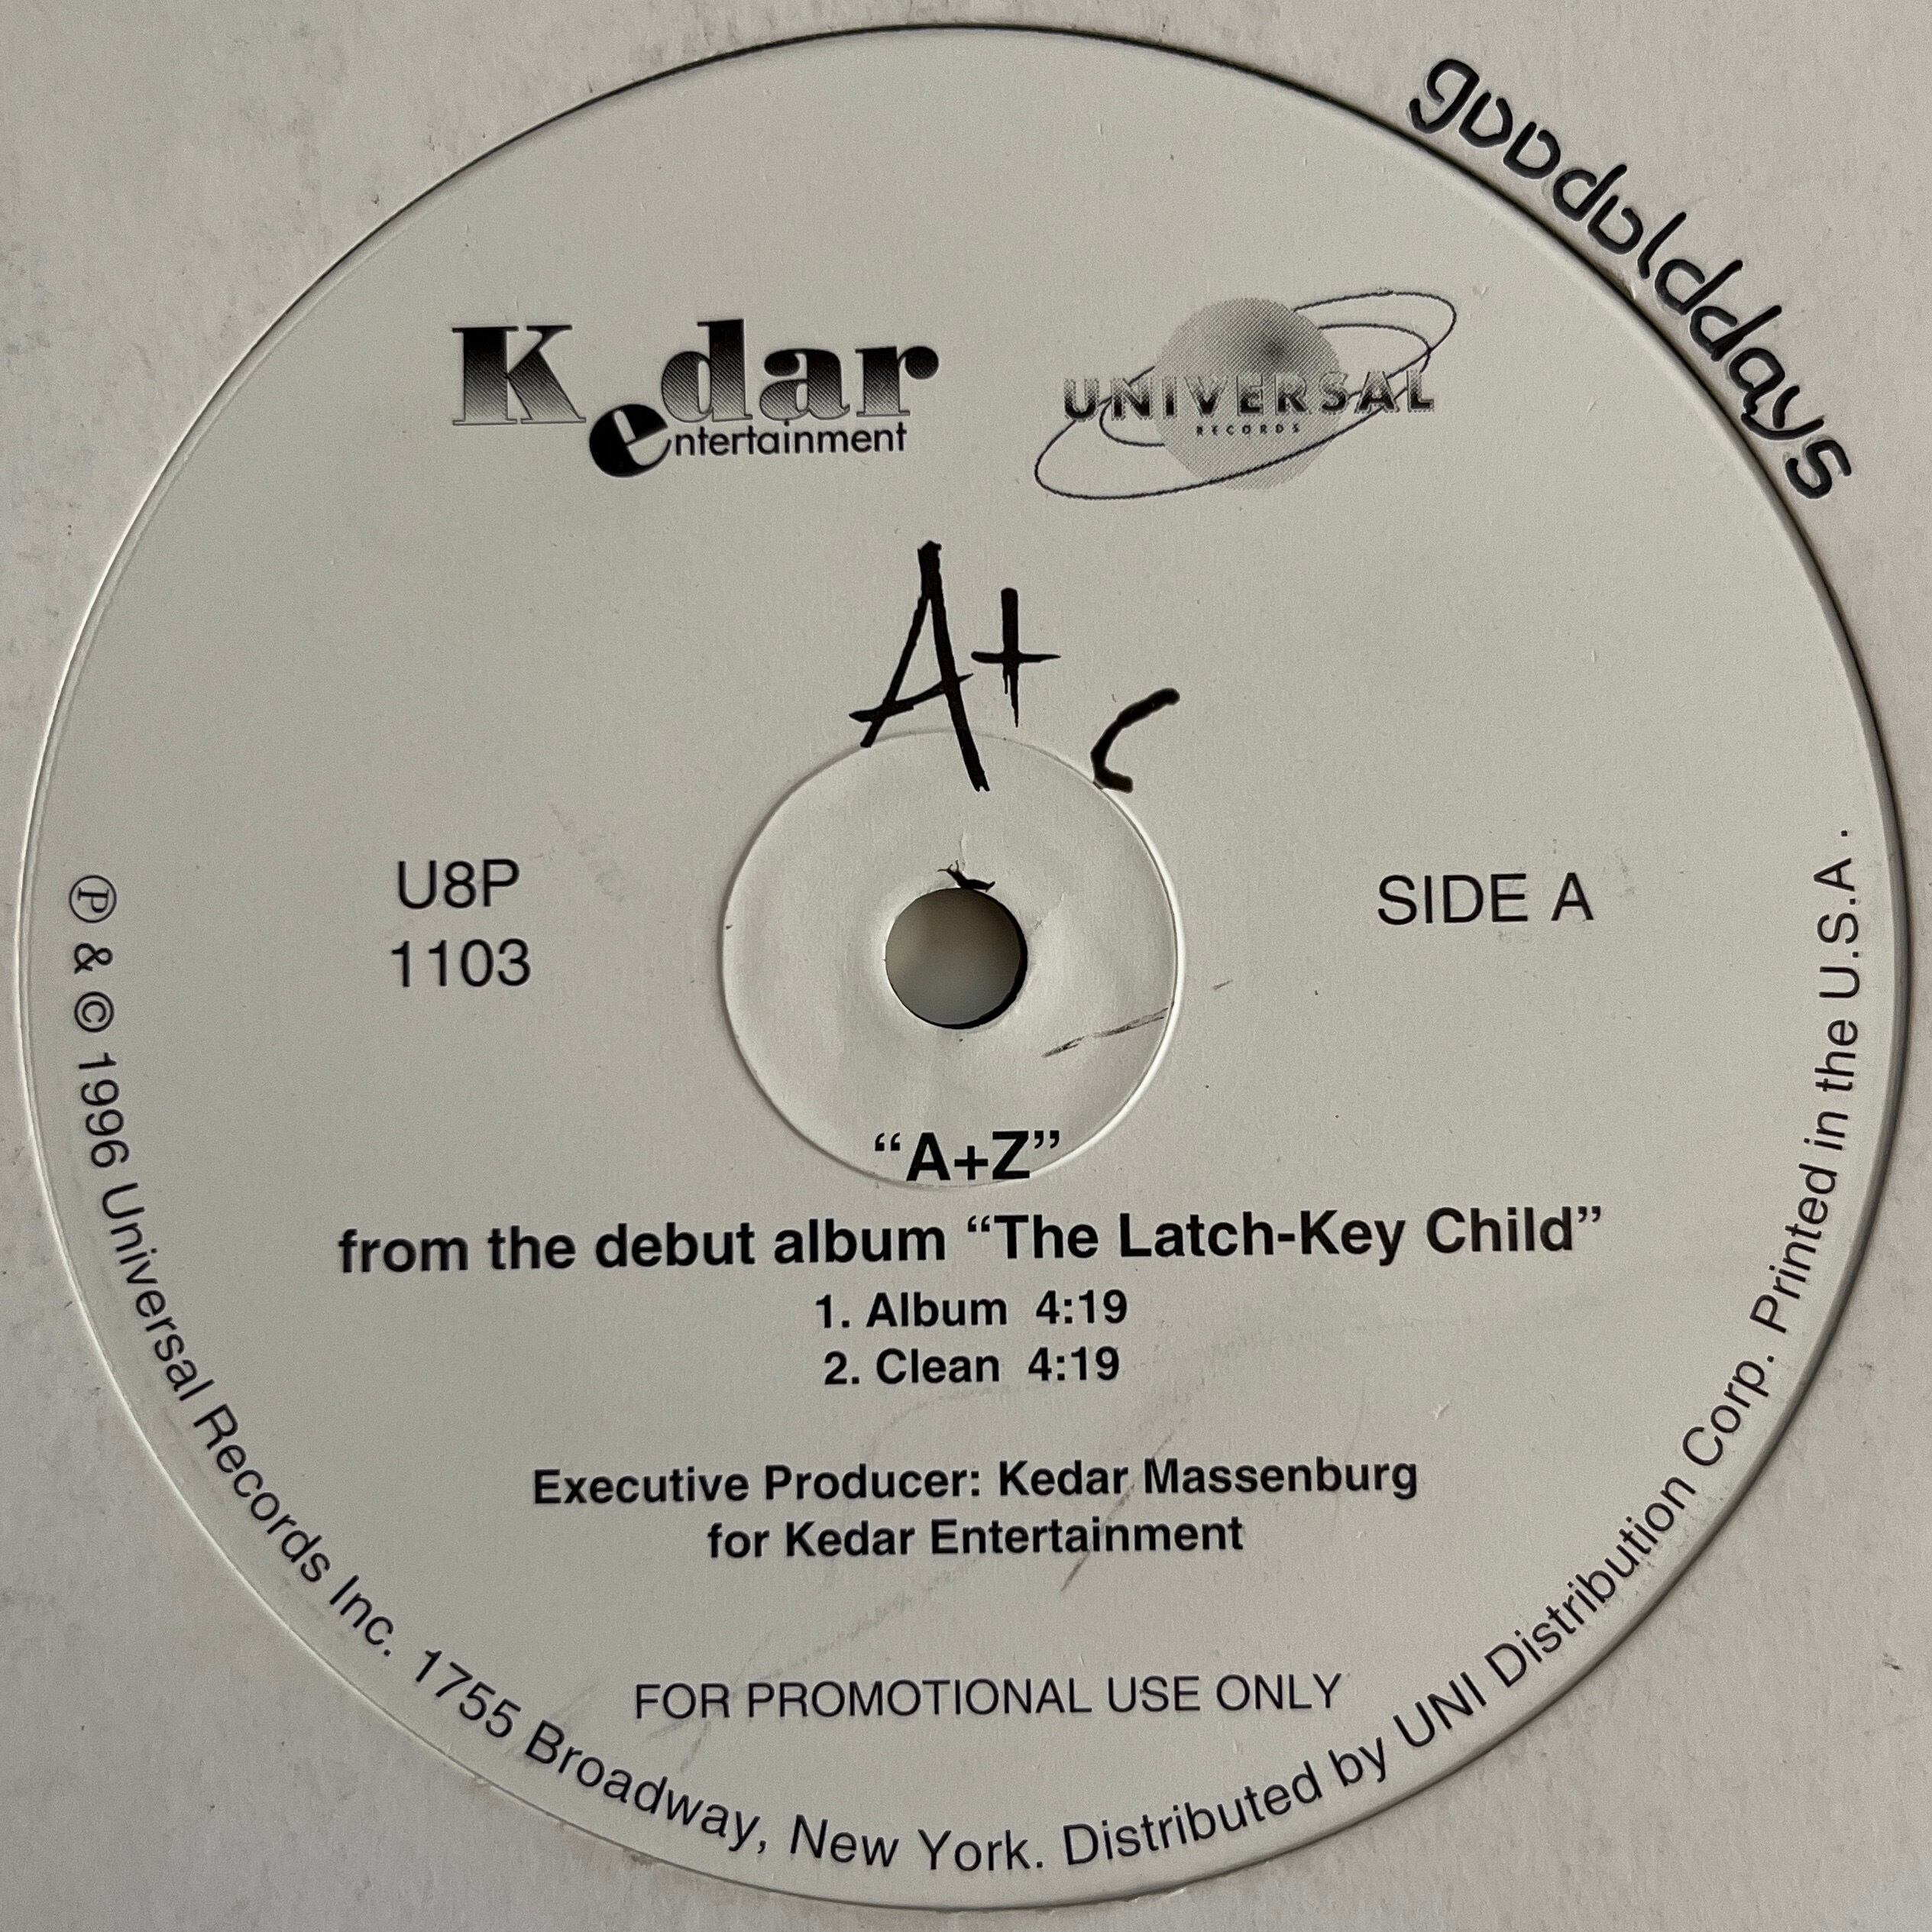 gooddolddays
Kedar
entertainment
UNIVERSAL
RECORDS
A+
C
U8P
1103
SIDE A
“A+Z”
from the debut album “The Latch-Key Child”
1. Album 4:19
2. Clean 4:19
Executive Producer: Kedar Massenburg
for Kedar Entertainment
FOR PROMOTIONAL USE ONLY
℗ & © 1996 Universal Records Inc. 1755 Broadway, New York. Distributed by UNI Distribution Corp. Printed in the U.S.A .